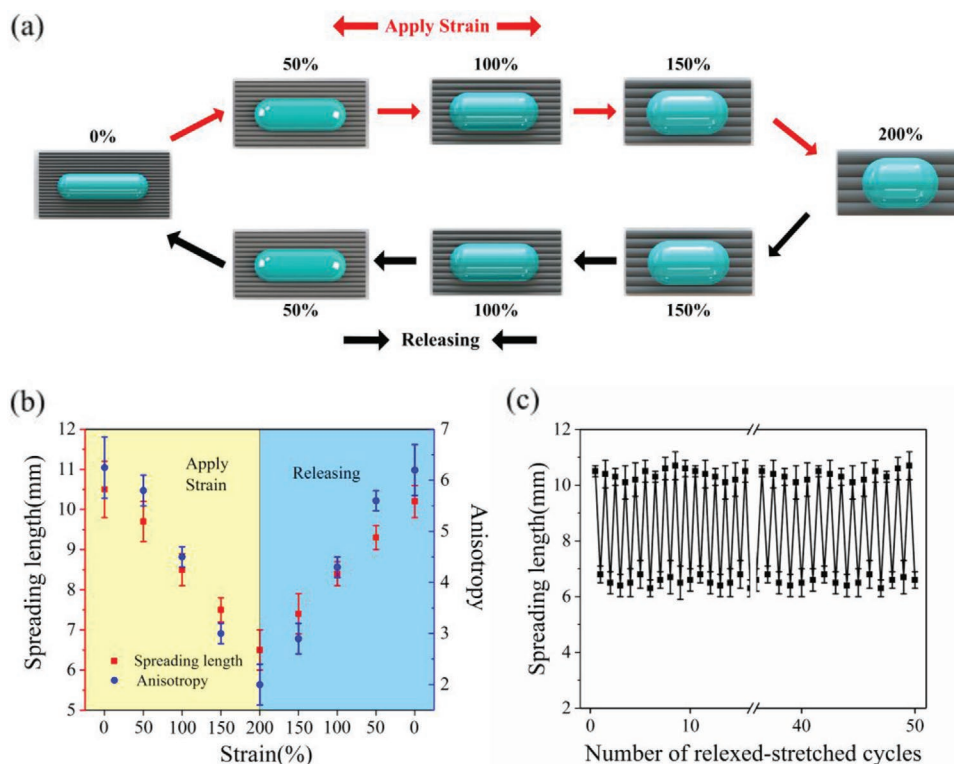 (a)
Apply Strain
50%
100%
150%
0%
200%
50%
100%
150%
Releasing
(b)
(c)
12
11
10
9
8
7
6
5
Spreading length(mm)
Apply
Strain
Releasing
Spreading length
Anisotropy
7
6
5
4
3
2
Anisotropy
0 50 100 150 200 150 100 50 0
Strain(%)
12
10
8
6
4
2
Spreading length(mm)
0 10 40 50
Number of relexed-stretched cycles